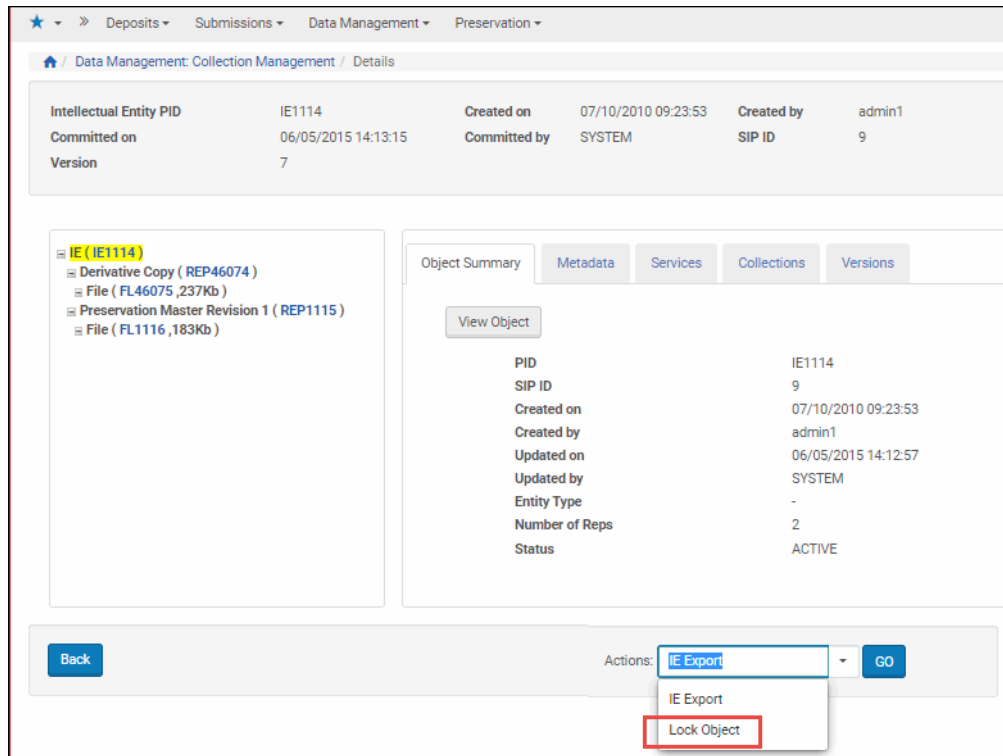 Deposits Submissions Data Management Preservation
/ Data Management: Collection Management / Details
Intellectual Entity PID IE1114 Created on 07/10/2010 09:23:53 Created by admin1
Committed on 06/05/2015 14:13:15 Committed by SYSTEM SIP ID 9
Version 7
IE ( IE1114 )
Derivative Copy ( REP46074 )
File ( FL46075 ,237Kb )
Preservation Master Revision 1 ( REP1115 )
File ( FL1116 ,183Kb )
Object Summary Metadata Services Collections Versions
View Object
PID IE1114
SIP ID 9
Created on 07/10/2010 09:23:53
Created by admin1
Updated on 06/05/2015 14:12:57
Updated by SYSTEM
Entity Type -
Number of Reps 2
Status ACTIVE
Back Actions: IE Export GO
IE Export
Lock Object